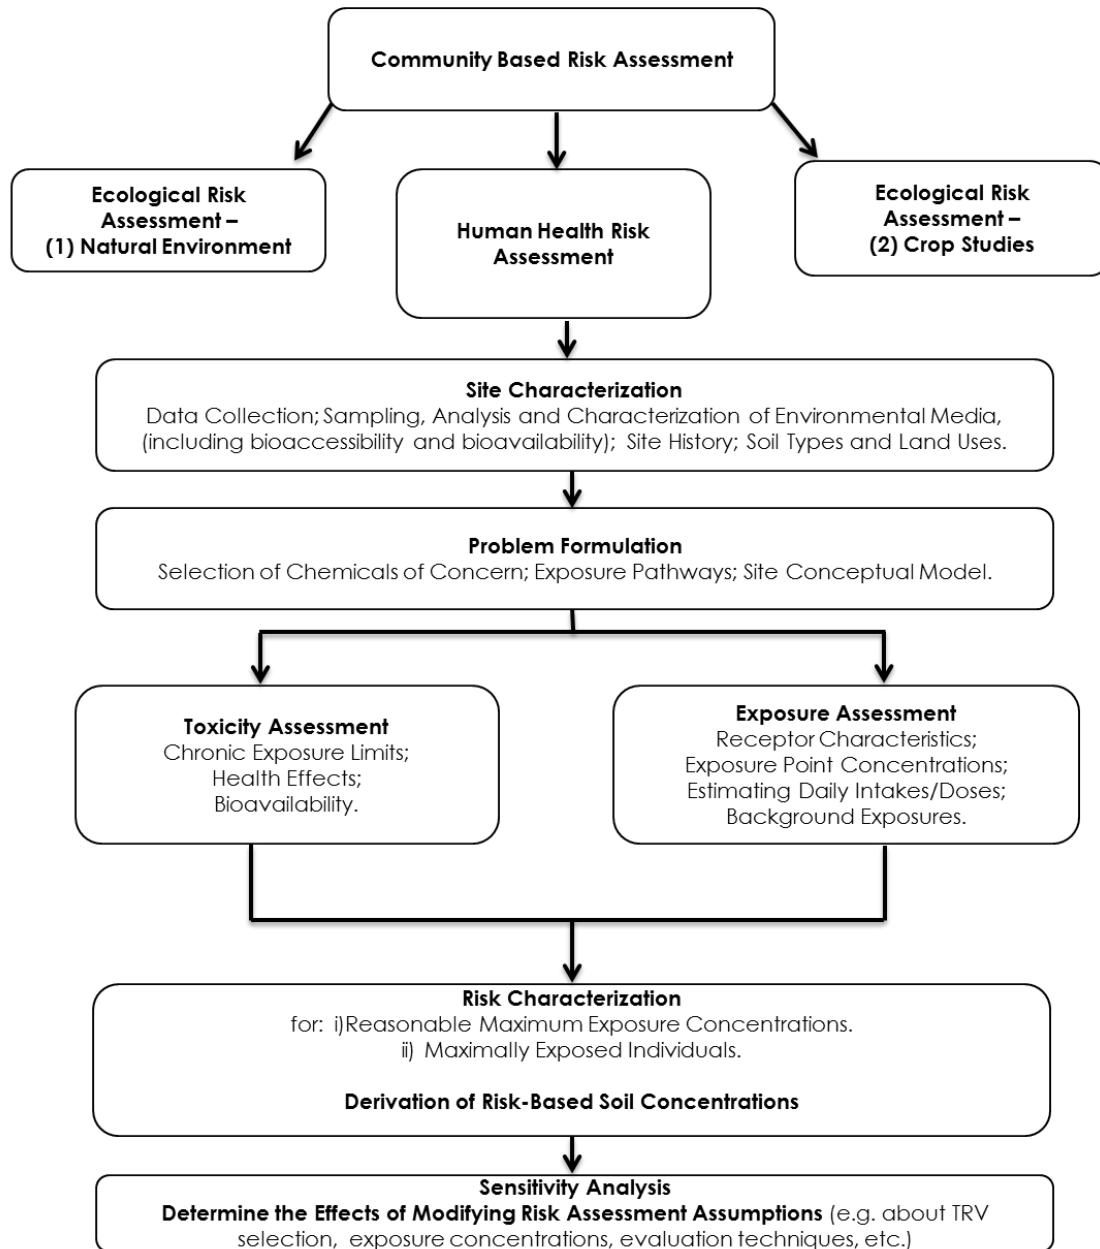 Community Based Risk Assessment
Ecological Risk
Assessment –
(1) Natural Environment
Human Health Risk
Assessment
Ecological Risk
Assessment –
(2) Crop Studies
Site Characterization
Data Collection; Sampling, Analysis and Characterization of Environmental Media,
(including bioaccessibility and bioavailability); Site History; Soil Types and Land Uses.
Problem Formulation
Selection of Chemicals of Concern; Exposure Pathways; Site Conceptual Model.
Toxicity Assessment
Chronic Exposure Limits;
Health Effects;
Bioavailability.
Exposure Assessment
Receptor Characteristics;
Exposure Point Concentrations;
Estimating Daily Intakes/Doses;
Background Exposures.
Risk Characterization
for: i)Reasonable Maximum Exposure Concentrations.
ii) Maximally Exposed Individuals.
Derivation of Risk-Based Soil Concentrations
Sensitivity Analysis
Determine the Effects of Modifying Risk Assessment Assumptions (e.g. about TRV
selection, exposure concentrations, evaluation techniques, etc.)